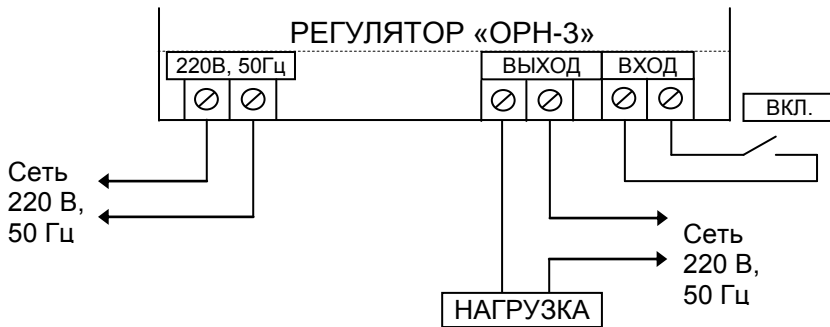 РЕГУЛЯТОР «ОРН-3»
220В, 50Гц
ВЫХОД
ВХОД
ВКЛ.
Сеть
220 В,
50 Гц
Сеть
220 В,
50 Гц
НАГРУЗКА